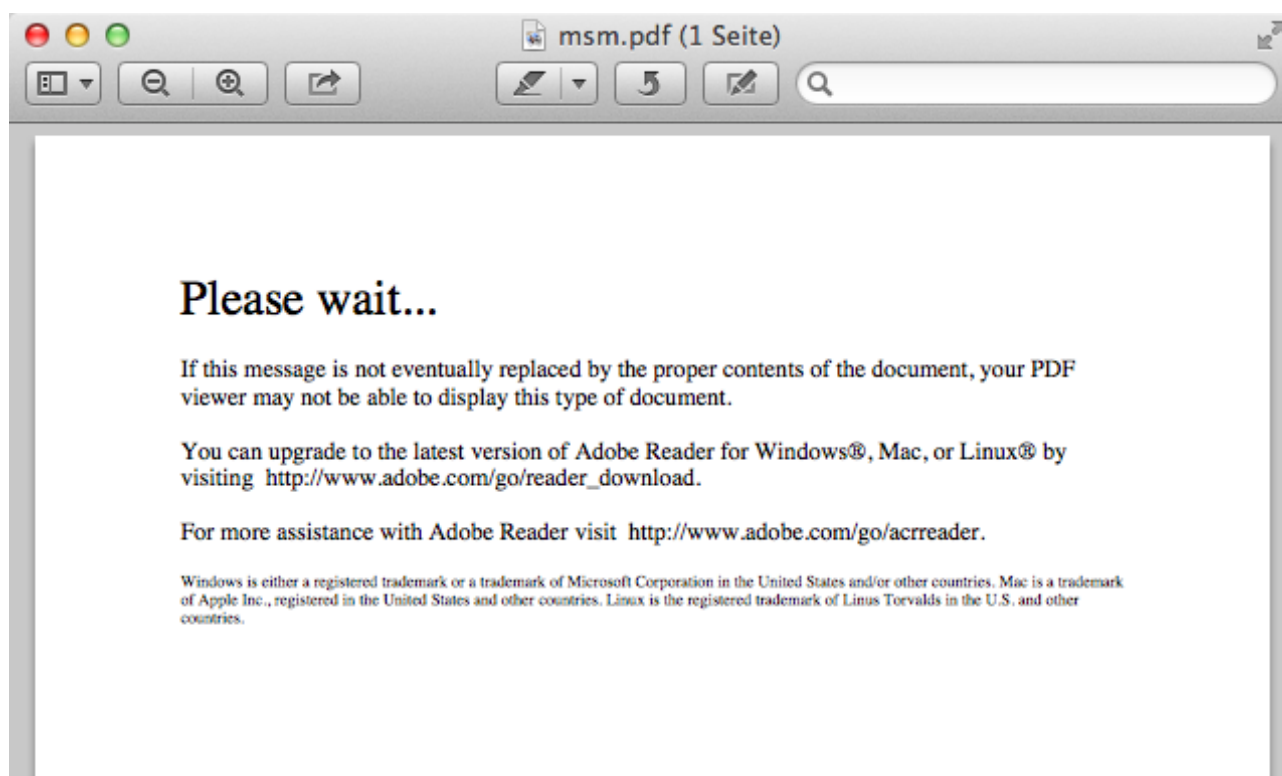 msm.pdf (1 Seite)
Please wait...
If this message is not eventually replaced by the proper contents of the document, your PDF
viewer may not be able to display this type of document.
You can upgrade to the latest version of Adobe Reader for Windows®, Mac, or Linux® by
visiting  http://www.adobe.com/go/reader_download.
For more assistance with Adobe Reader visit  http://www.adobe.com/go/acrreader.
Windows is either a registered trademark or a trademark of Microsoft Corporation in the United States and/or other countries. Mac is a trademark
of Apple Inc., registered in the United States and other countries. Linux is the registered trademark of Linus Torvalds in the U.S. and other
countries.